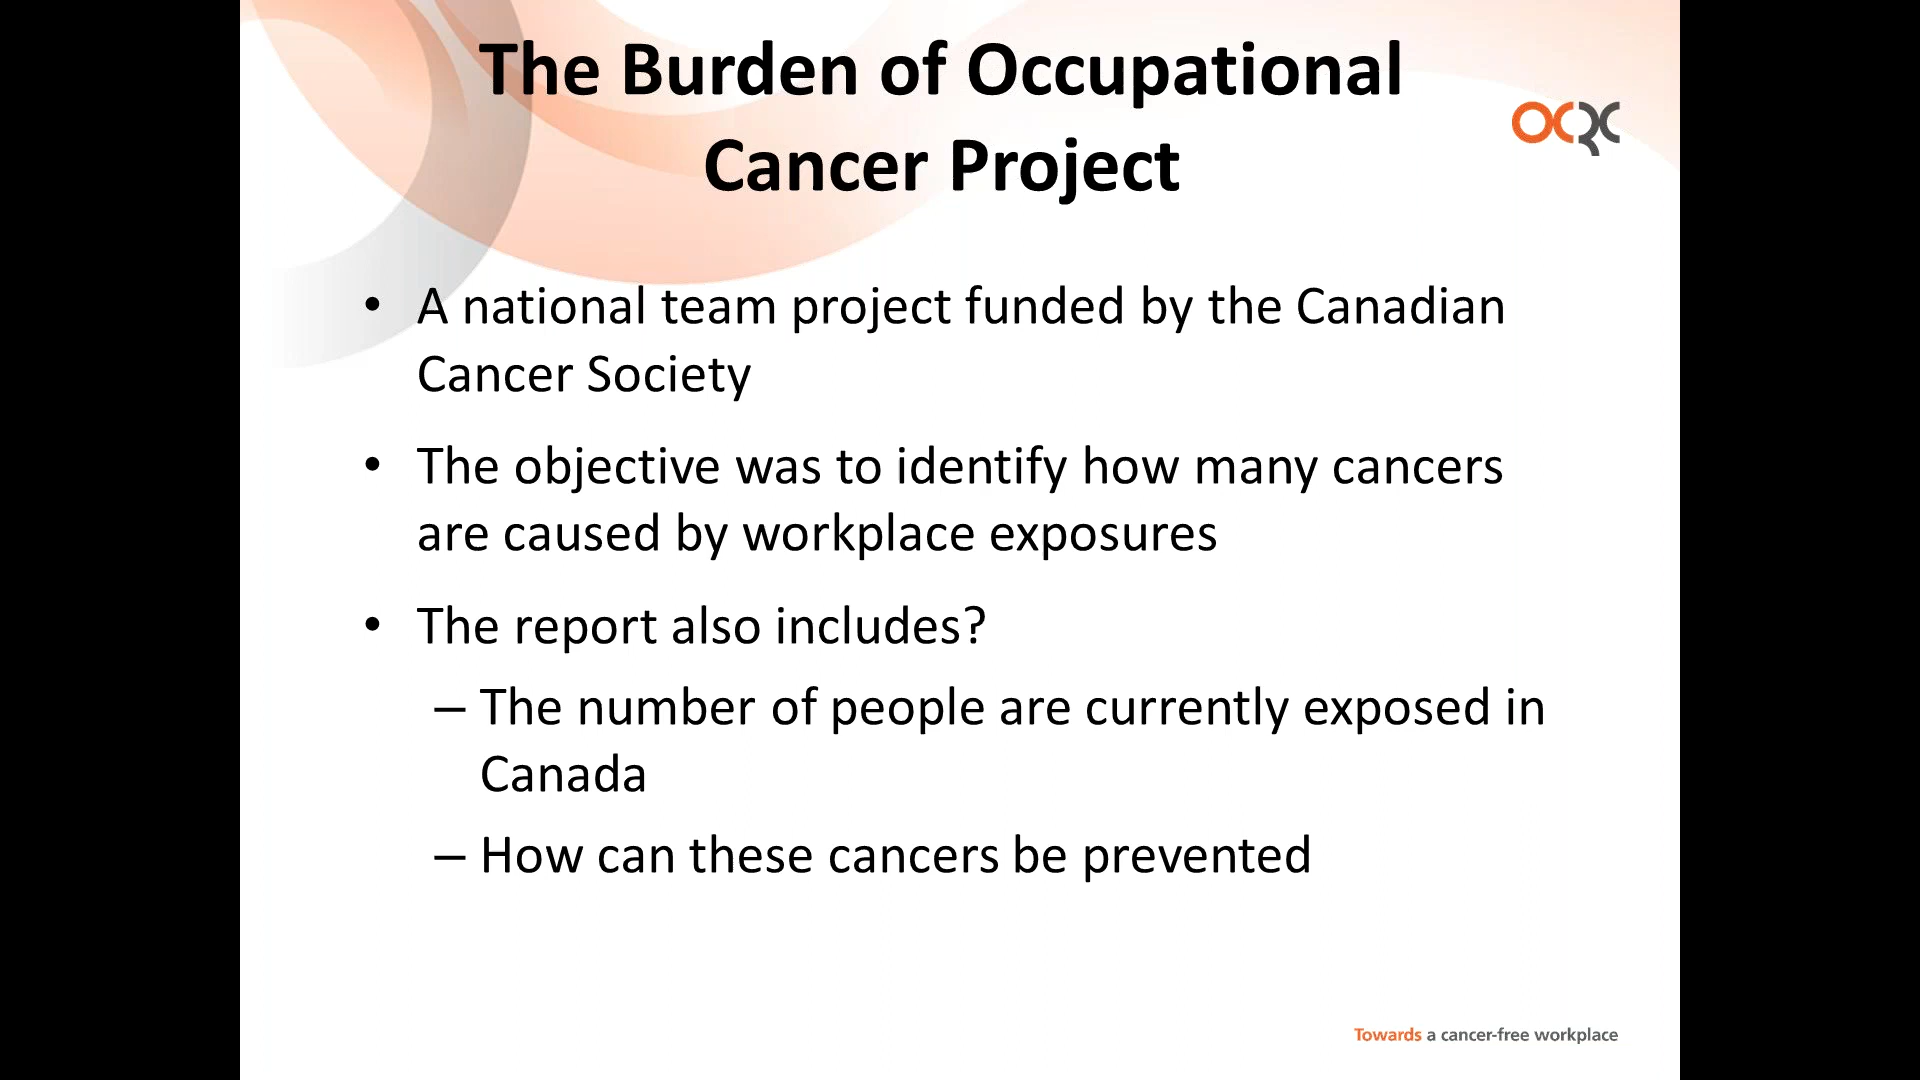 The Burden of Occupational
Cancer Project
OCRC
• A national team project funded by the Canadian
Cancer Society
• The objective was to identify how many cancers
are caused by workplace exposures
• The report also includes?
– The number of people are currently exposed in
Canada
– How can these cancers be prevented
Towards a cancer-free workplace